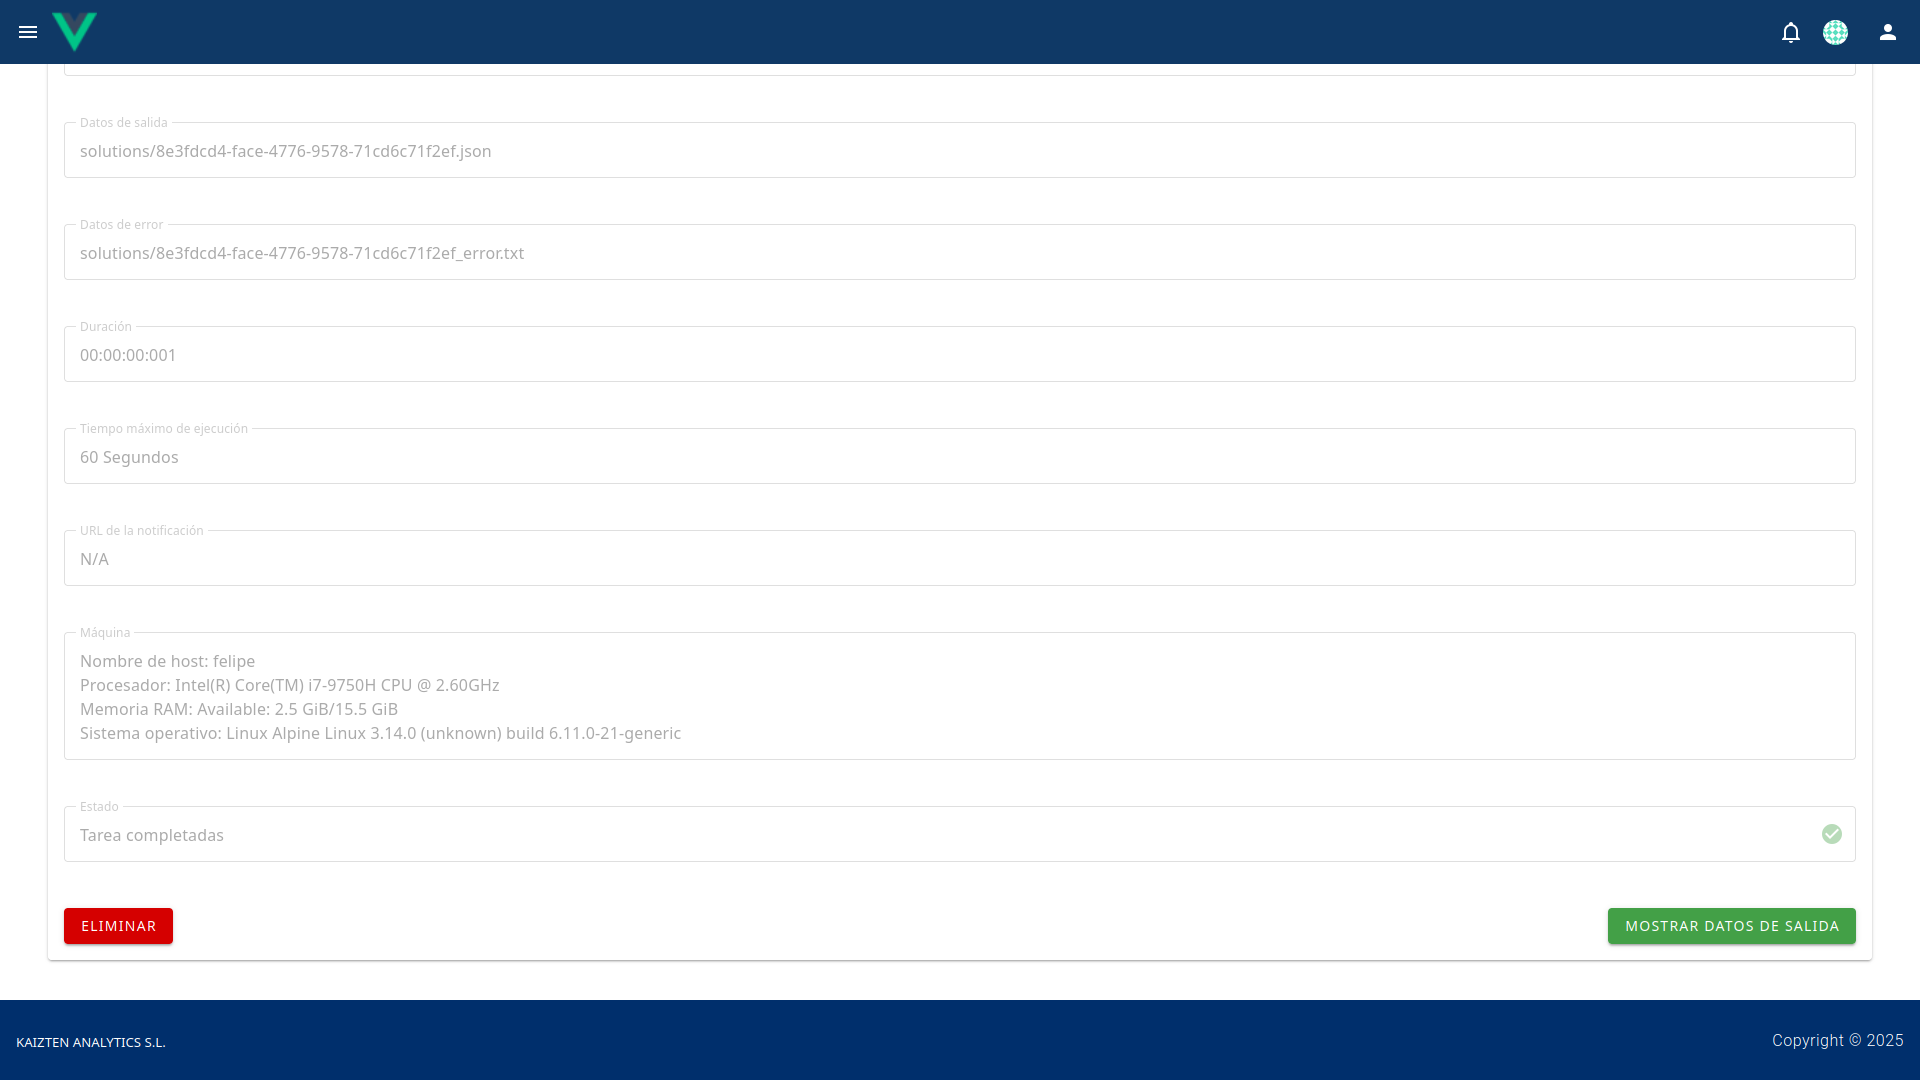 Datos de salida
solutions/8e3fdcd4-face-4776-9578-71cd6c71f2ef.json
Datos de error
solutions/8e3fdcd4-face-4776-9578-71cd6c71f2ef_error.txt
Duración
00:00:00:001
Tiempo máximo de ejecución
60 Segundos
URL de la notificación
N/A
Máquina
Nombre de host: felipe
Procesador: Intel(R) Core(TM) i7-9750H CPU @ 2.60GHz
Memoria RAM: Available: 2.5 GiB/15.5 GiB
Sistema operativo: Linux Alpine Linux 3.14.0 (unknown) build 6.11.0-21-generic
Estado
Tarea completadas
ELIMINAR
MOSTRAR DATOS DE SALIDA
KAIZTEN ANALYTICS S.L.
Copyright © 2025